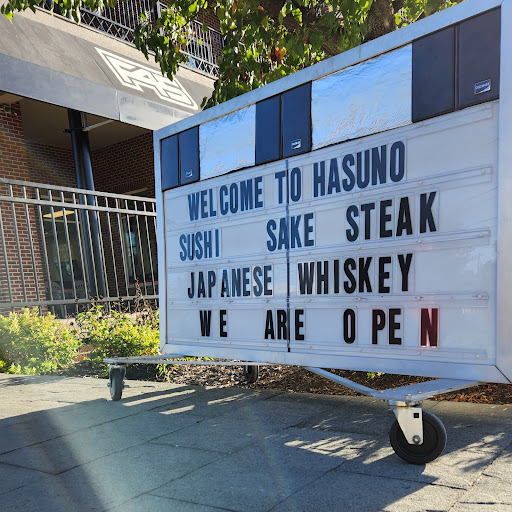 WELCOME TO HASUNO
SUSHI SAKE STEAK
JAPANESE WHISKEY
WE ARE OPEN